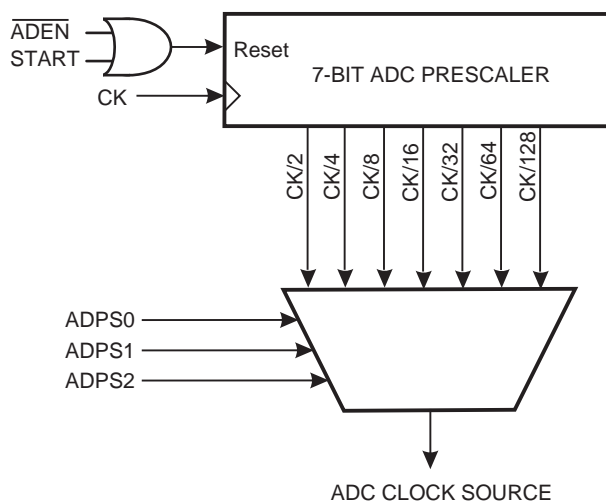 ADEN
START
Reset
7-BIT ADC PRESCALER
CK
CK/2
CK/4
CK/8
CK/16
CK/32
CK/64
CK/128
ADPS0
ADPS1
ADPS2
ADC CLOCK SOURCE